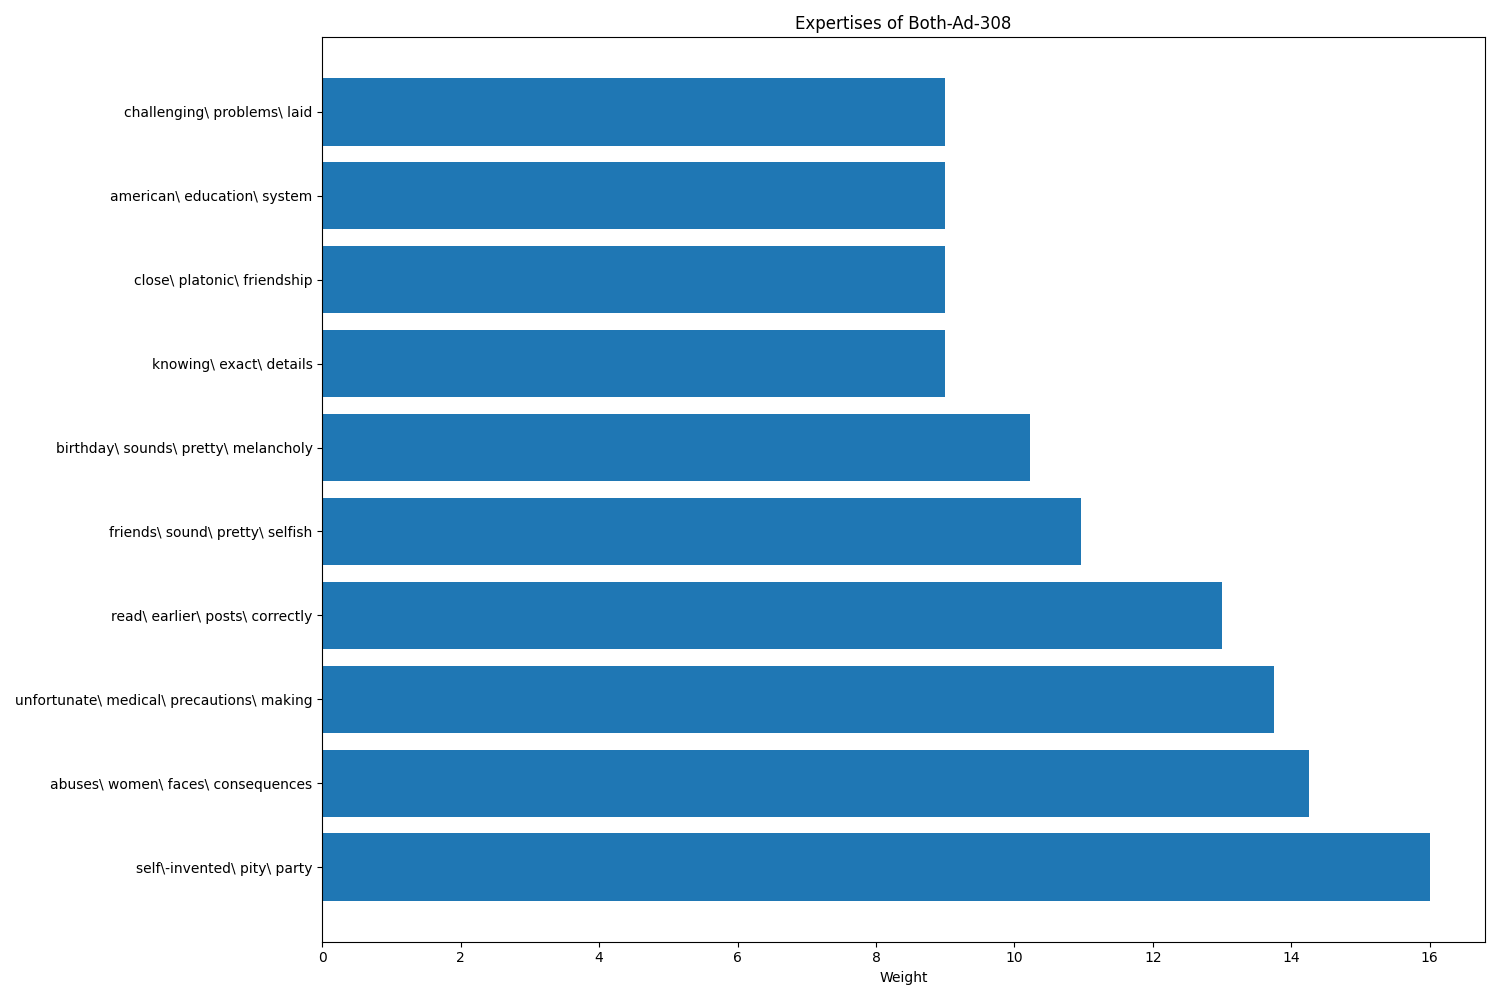 Expertises of Both-Ad-308
challenging\ problems\ laid
american\ education\ system
close\ platonic\ friendship
knowing\ exact\ details
birthday\ sounds\ pretty\ melancholy
friends\ sound\ pretty\ selfish
read\ earlier\ posts\ correctly
unfortunate\ medical\ precautions\ making
abuses\ women\ faces\ consequences
self\-invented\ pity\ party
0 2 4 6 8 10 12 14 16
Weight